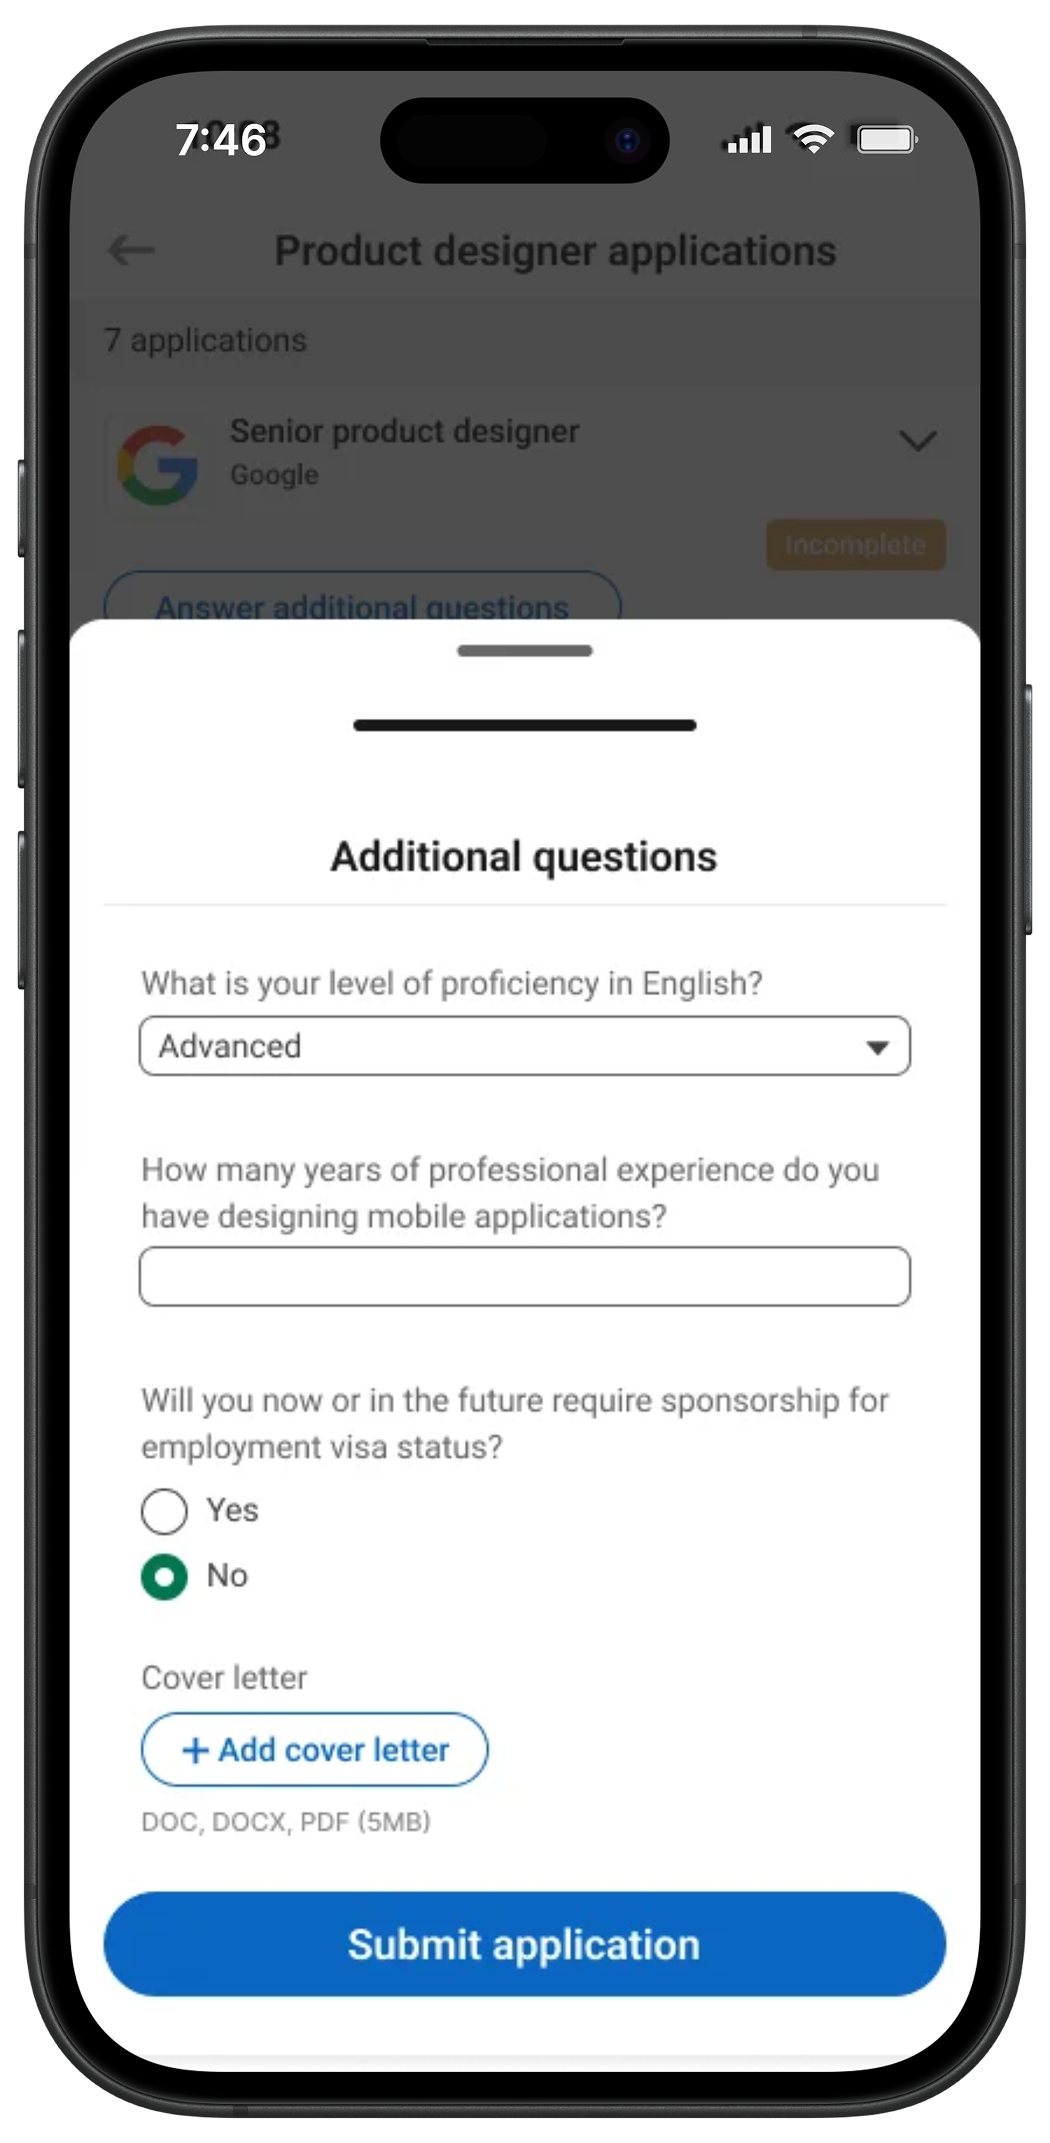 7:46
Product designer applications
7 applications
Senior product designer
Google
Incomplete
Answer additional questions
Additional questions
What is your level of proficiency in English?
Advanced
How many years of professional experience do you
have designing mobile applications?
Will you now or in the future require sponsorship for
employment visa status?
Yes
No
Cover letter
+ Add cover letter
DOC, DOCX, PDF (5MB)
Submit application